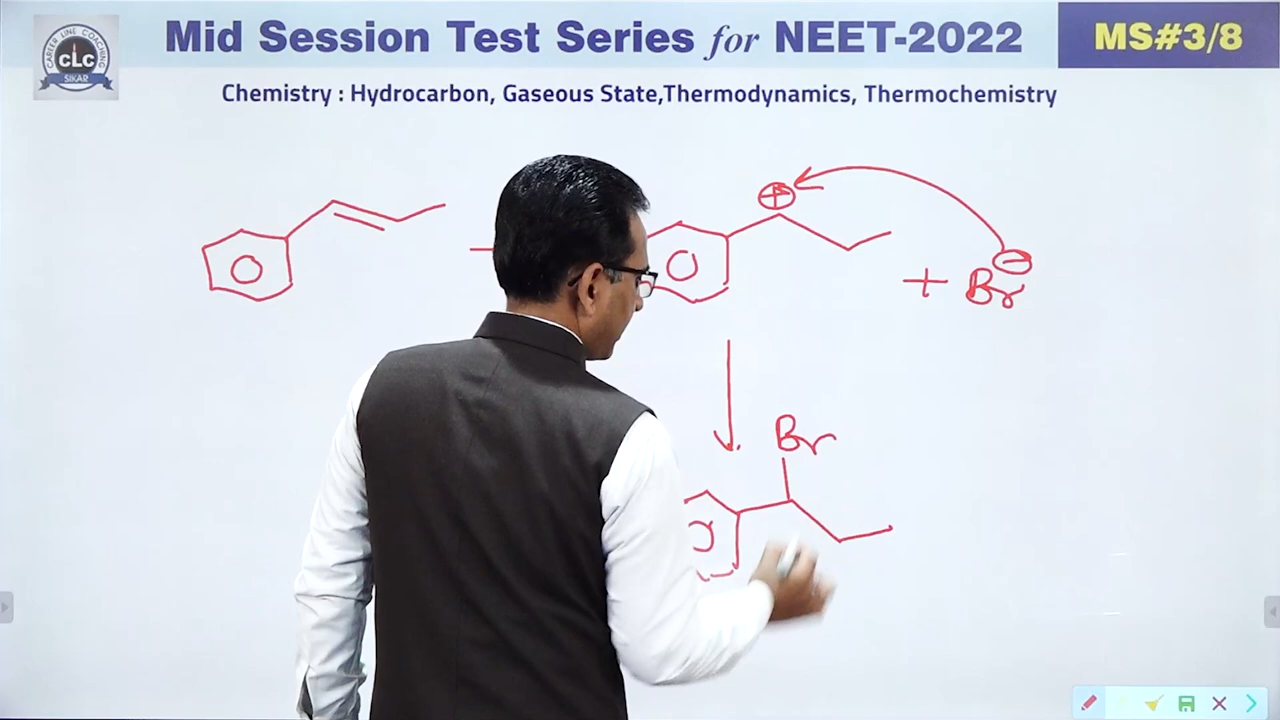 CAREER LINE COACHING
CLC
SIKAR
Mid Session Test Series for NEET-2022
MS#3/8
Chemistry : Hydrocarbon, Gaseous State,Thermodynamics, Thermochemistry
⊕
+ Br ⊖
Br